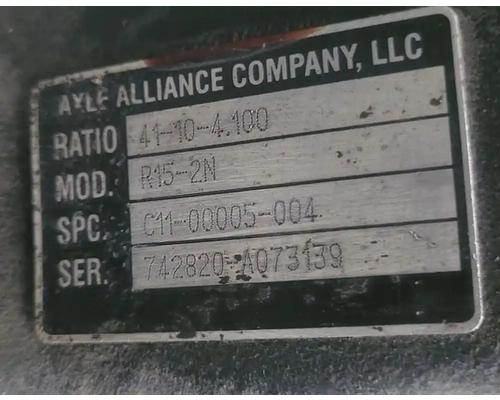 AXLE ALLIANCE COMPANY, LLC
RATIO 41-10-4.100
MOD. R15-2N
SPC. C11-00005-004
SER. 742820-A073139